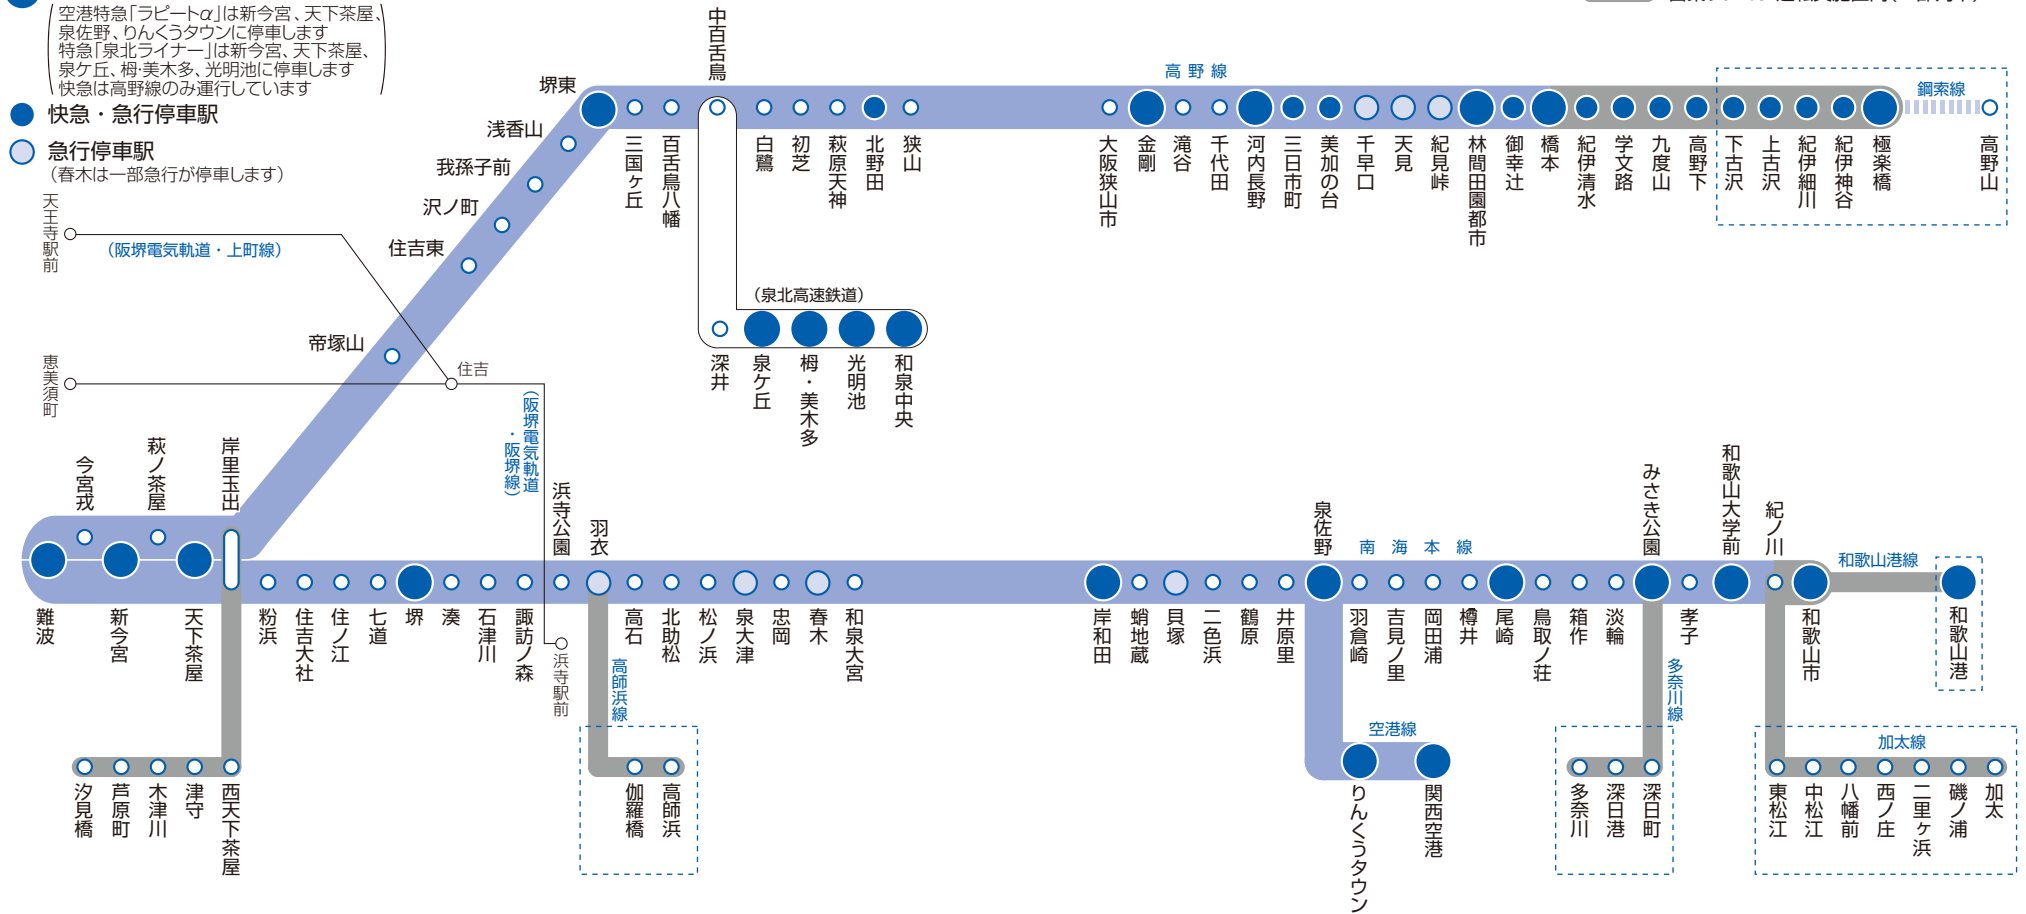 空港特急「ラピートα」は新今宮、天下茶屋、
泉佐野、りんくうタウンに停車します
特急「泉北ライナー」は新今宮、天下茶屋、
泉ケ丘、栂・美木多、光明池に停車します
快急は高野線のみ運行しています
快急・急行停車駅
急行停車駅
（春木は一部急行が停車します）
天王寺駅前
（阪堺電気軌道・上町線）
恵美須町
住吉
（阪堺電気軌道
・阪堺線）
浜寺駅前
堺東
浅香山
我孫子前
沢ノ町
住吉東
帝塚山
中百舌鳥
高野線
鋼索線
三国ヶ丘
百舌鳥八幡
白鷺
初芝
萩原天神
北野田
狭山
大阪狭山市
金剛
滝谷
千代田
河内長野
三日市町
美加の台
千早口
天見
紀見峠
林間田園都市
御幸辻
橋本
紀伊清水
学文路
九度山
高野下
下古沢
上古沢
紀伊細川
紀伊神谷
極楽橋
高野山
（泉北高速鉄道）
深井
泉ケ丘
栂・美木多
光明池
和泉中央
今宮戎
萩ノ茶屋
岸里玉出
難波
新今宮
天下茶屋
粉浜
住吉大社
住ノ江
七道
堺
湊
石津川
諏訪ノ森
浜寺公園
羽衣
高石
北助松
松ノ浜
泉大津
忠岡
春木
和泉大宮
岸和田
蛸地蔵
貝塚
二色浜
鶴原
井原里
泉佐野
南海本線
羽倉崎
吉見ノ里
岡田浦
樽井
尾崎
鳥取ノ荘
箱作
淡輪
みさき公園
孝子
和歌山大学前
紀ノ川
和歌山市
和歌山港線
和歌山港
汐見橋
芦原町
木津川
津守
西天下茶屋
高師浜線
伽羅橋
高師浜
空港線
りんくうタウン
関西空港
多奈川線
多奈川
深日港
深日町
加太線
東松江
中松江
八幡前
西ノ庄
二里ヶ浜
磯ノ浦
加太